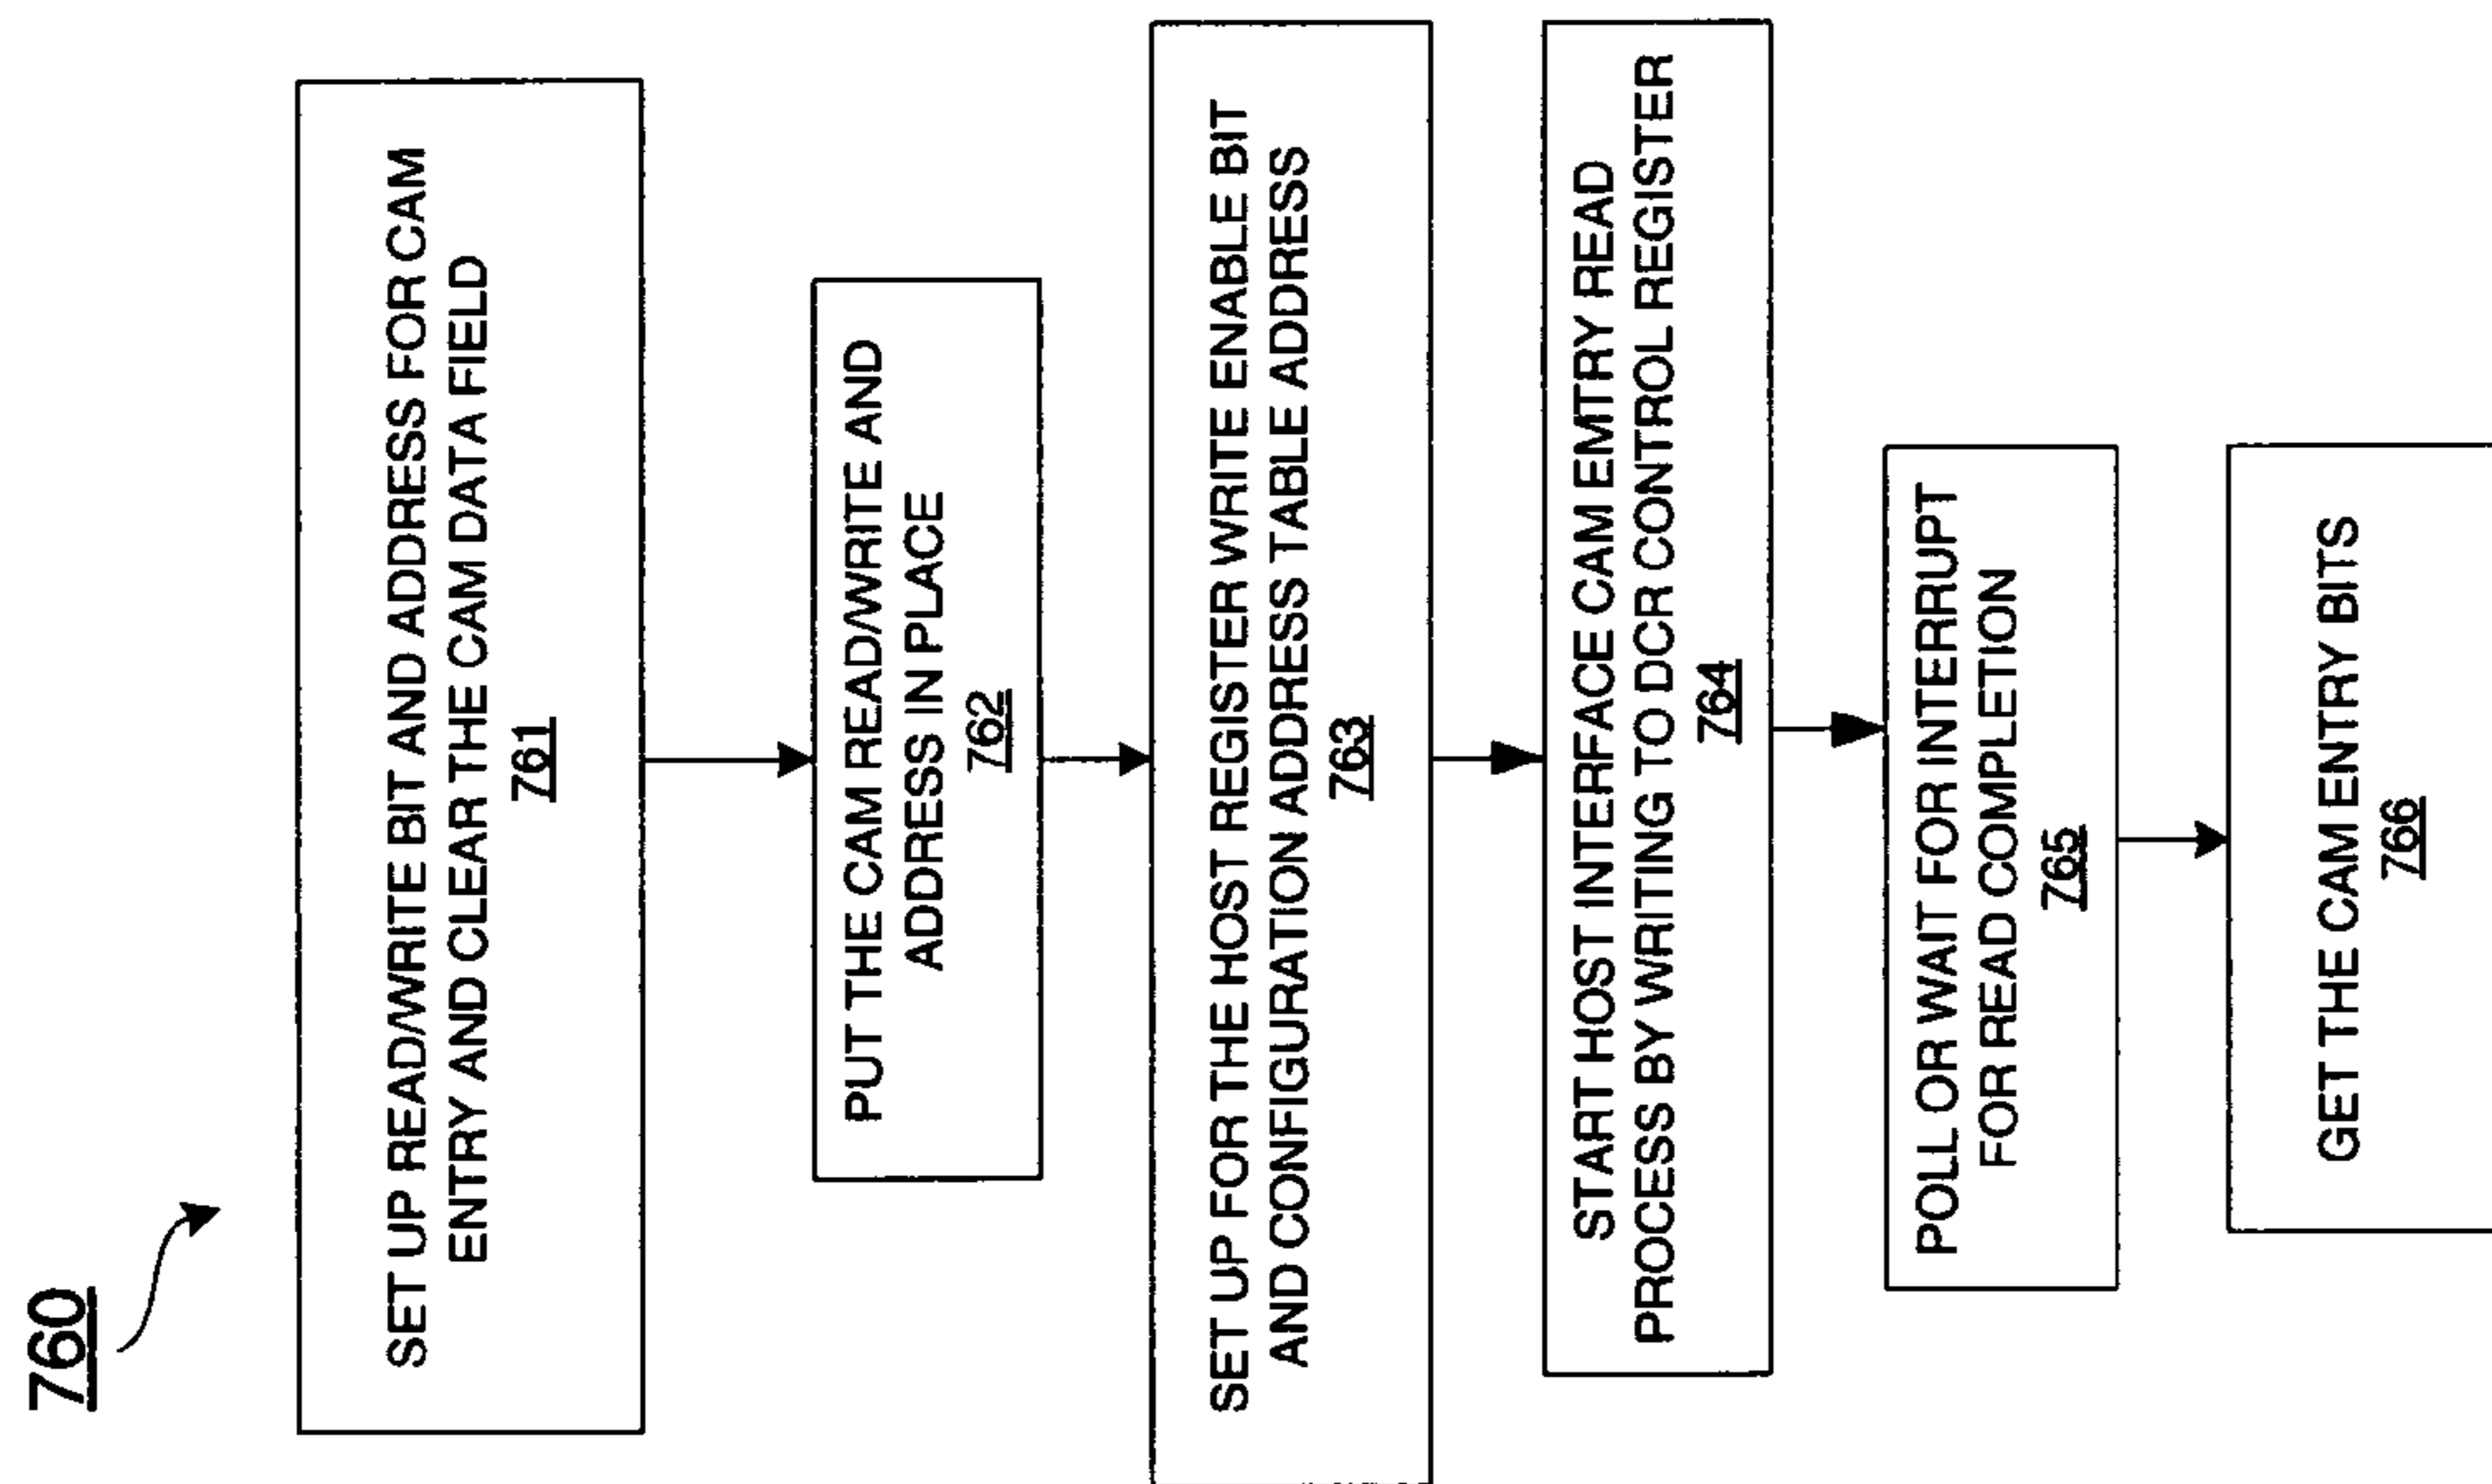 760
SET UP READ/WRITE BIT AND ADDRESS FOR CAM
ENTRY AND CLEAR THE CAM DATA FIELD
761
PUT THE CAM READ/WRITE AND
ADDRESS IN PLACE
762
SET UP FOR THE HOST REGISTER WRITE ENABLE BIT
AND CONFIGURATION ADDRESS TABLE ADDRESS
763
START HOST INTERFACE CAM EMTRY READ
PROCESS BY WRITING TO DCR CONTROL REGISTER
764
POLL OR WAIT FOR INTERRUPT
FOR READ COMPLETION
765
GET THE CAM ENTRY BITS
766